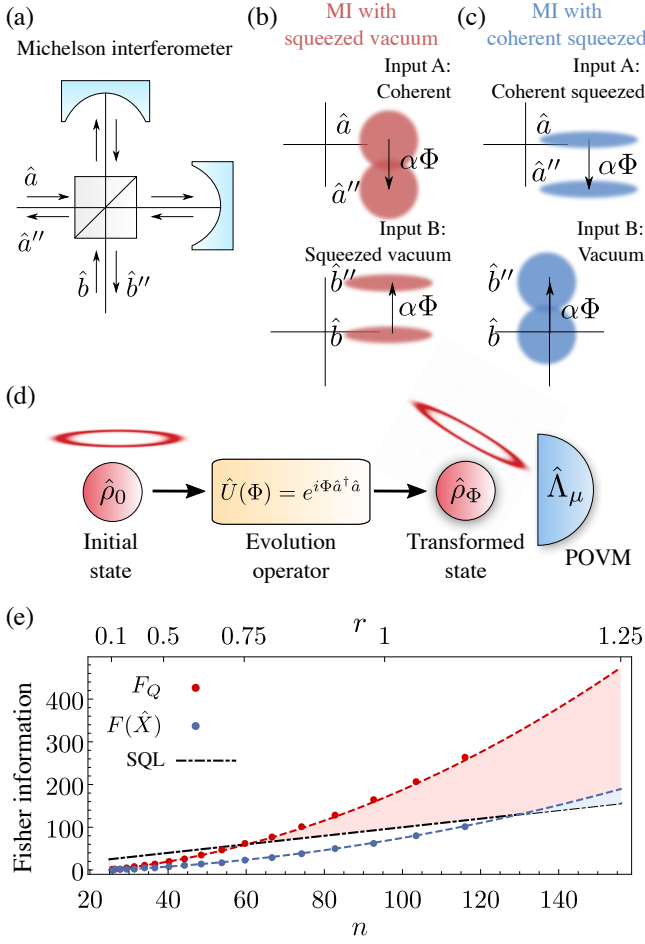 (a)
Michelson interferometer
â
â''
b̂
b̂''
(b)
MI with
squeezed vacuum
Input A:
Coherent
â
αΦ
â''
Input B:
Squeezed vacuum
b̂''
αΦ
b̂
(c)
MI with
coherent squeezed
Input A:
Coherent squeezed
â
â''
αΦ
Input B:
Vacuum
b̂''
αΦ
b̂
(d)
ρ̂₀
Û(Φ) = e^{iΦâ†â}
ρ̂_Φ
Λ̂_μ
Initial
state
Evolution
operator
Transformed
state
POVM
(e)
r
0.1 0.5 0.75 1 1.25
Fisher information
400
300
200
100
0
F_Q
F(X̂)
SQL
20 40 60 80 100 120 140
n